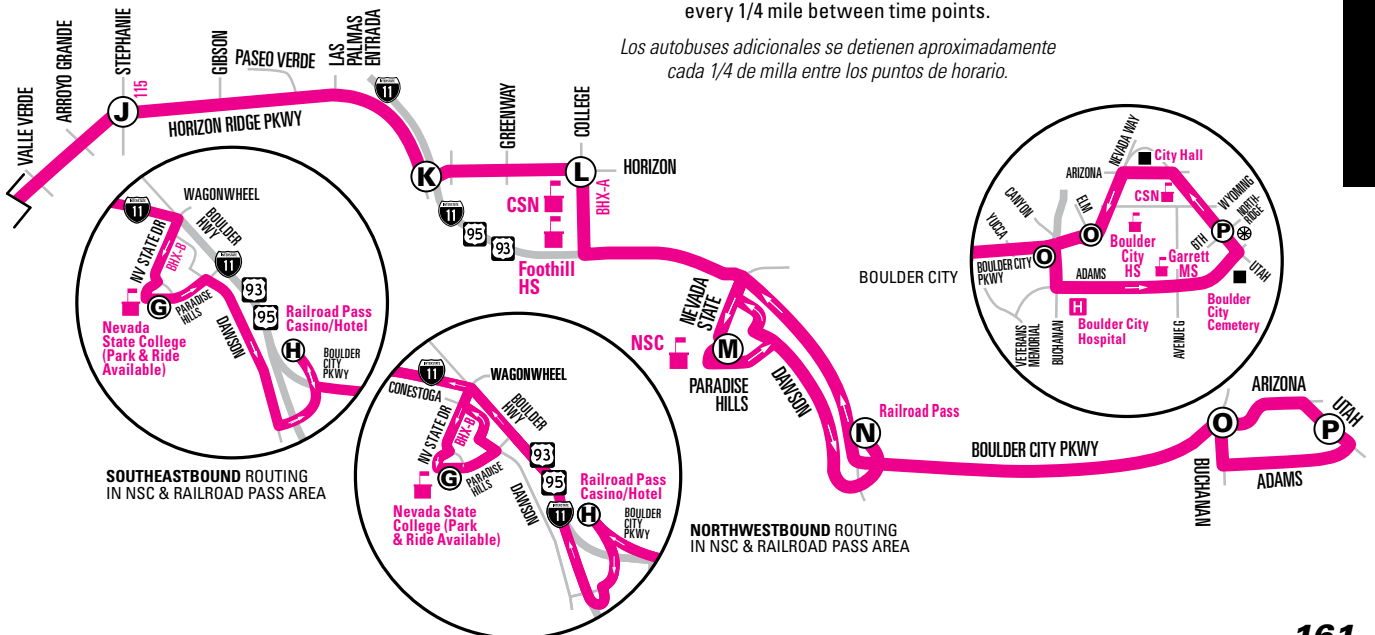 every 1/4 mile between time points.
Los autobuses adicionales se detienen aproximadamente
cada 1/4 de milla entre los puntos de horario.
VALLE VERDE
ARROYO GRANDE
STEPHANIE
J
115
GIBSON
PASEO VERDE
LAS
PALMAS
ENTRADA
INTERSTATE
11
HORIZON RIDGE PKWY
K
GREENWAY
COLLEGE
L
HORIZON
BHX-A
CSN
INTERSTATE
11
95
93
Foothill
HS
NEVADA
STATE
NSC
M
PARADISE
HILLS
DAWSON
Railroad Pass
N
BOULDER CITY PKWY
O
BUCHANAN
ARIZONA
UTAH
P
ADAMS
WAGONWHEEL
INTERSTATE
11
BOULDER
HWY
NV STATE DR
BHX-B
INTERSTATE
11
93
95
G
PARADISE
HILLS
DAWSON
Nevada
State College
(Park & Ride
Available)
Railroad Pass
Casino/Hotel
H
BOULDER
CITY
PKWY
SOUTHEASTBOUND ROUTING
IN NSC & RAILROAD PASS AREA
INTERSTATE
11
WAGONWHEEL
CONESTOGA
BOULDER
HWY
NV STATE DR
BHX-B
93
95
INTERSTATE
11
G
PARADISE
HILLS
DAWSON
Nevada State
College (Park
& Ride Available)
Railroad Pass
Casino/Hotel
H
BOULDER
CITY
PKWY
NORTHWESTBOUND ROUTING
IN NSC & RAILROAD PASS AREA
BOULDER CITY
NEVADA WAY
City Hall
ARIZONA
CANYON
ELM
YUCCA
CSN
WYOMING
NORTH-
RIDGE
O
P
6TH
Boulder
City
HS
Garrett
MS
O
BOULDER CITY
PKWY
ADAMS
UTAH
H
Boulder City
Hospital
Boulder
City
Cemetery
VETERANS
MEMORIAL
BUCHANAN
AVENUE G
161